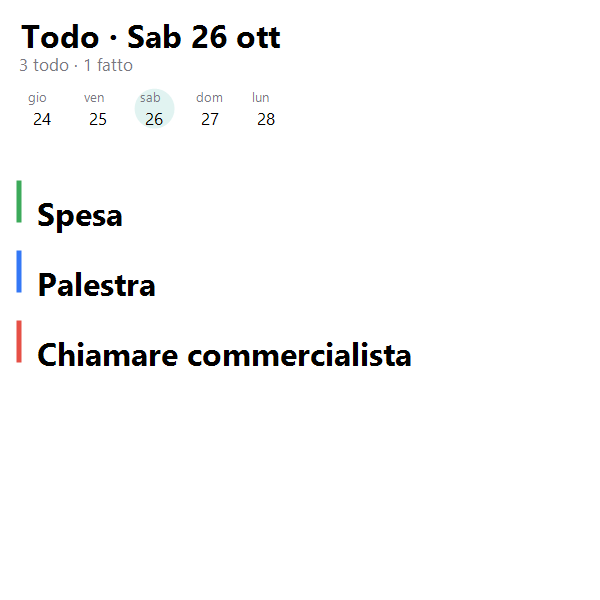 Todo · Sab 26 ott
3 todo · 1 fatto
gio ven sab dom lun
24 25 26 27 28
Spesa
Palestra
Chiamare commercialista